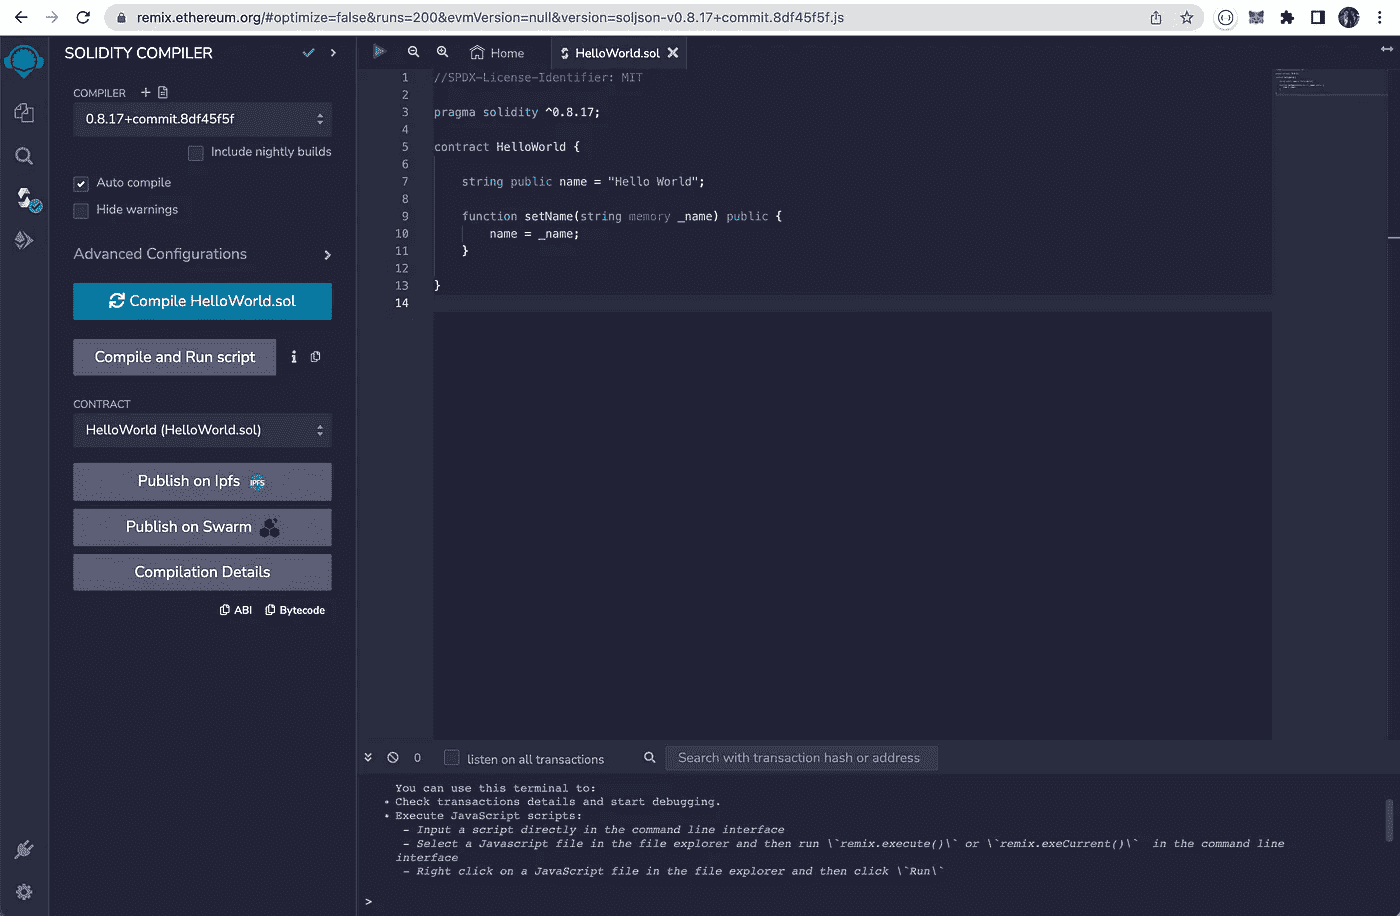 remix.ethereum.org/#optimize=false&runs=200&evmVersion=null&version=soljson-v0.8.17+commit.8df45f5f.js
SOLIDITY COMPILER
COMPILER
0.8.17+commit.8df45f5f
Include nightly builds
Auto compile
Hide warnings
Advanced Configurations
Compile HelloWorld.sol
Compile and Run script
CONTRACT
HelloWorld (HelloWorld.sol)
Publish on Ipfs IPFS
Publish on Swarm
Compilation Details
ABI Bytecode
Home HelloWorld.sol
1 //SPDX-License-Identifier: MIT
2
3 pragma solidity ^0.8.17;
4
5 contract HelloWorld {
6
7 string public name = "Hello World";
8
9 function setName(string memory _name) public {
10 name = _name;
11 }
12
13 }
14
0 listen on all transactions Search with transaction hash or address
You can use this terminal to:
• Check transactions details and start debugging.
• Execute JavaScript scripts:
- Input a script directly in the command line interface
- Select a Javascript file in the file explorer and then run \`remix.execute()\` or \`remix.exeCurrent()\` in the command line
interface
- Right click on a JavaScript file in the file explorer and then click \`Run\`
>